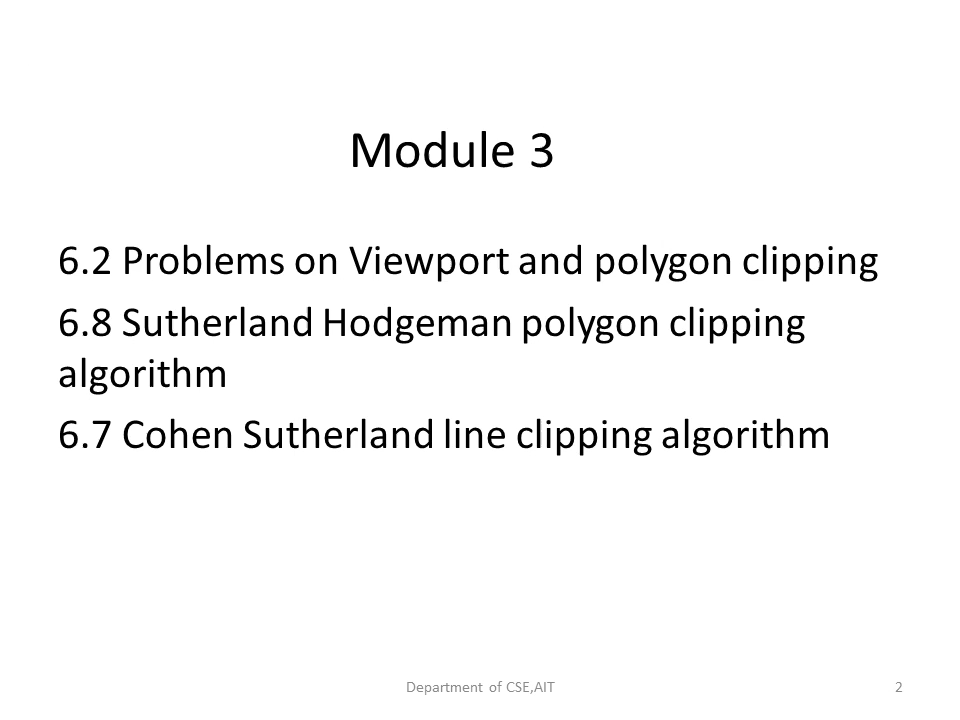 Module 3
6.2 Problems on Viewport and polygon clipping
6.8 Sutherland Hodgeman polygon clipping
algorithm
6.7 Cohen Sutherland line clipping algorithm
Department of CSE,AIT
2